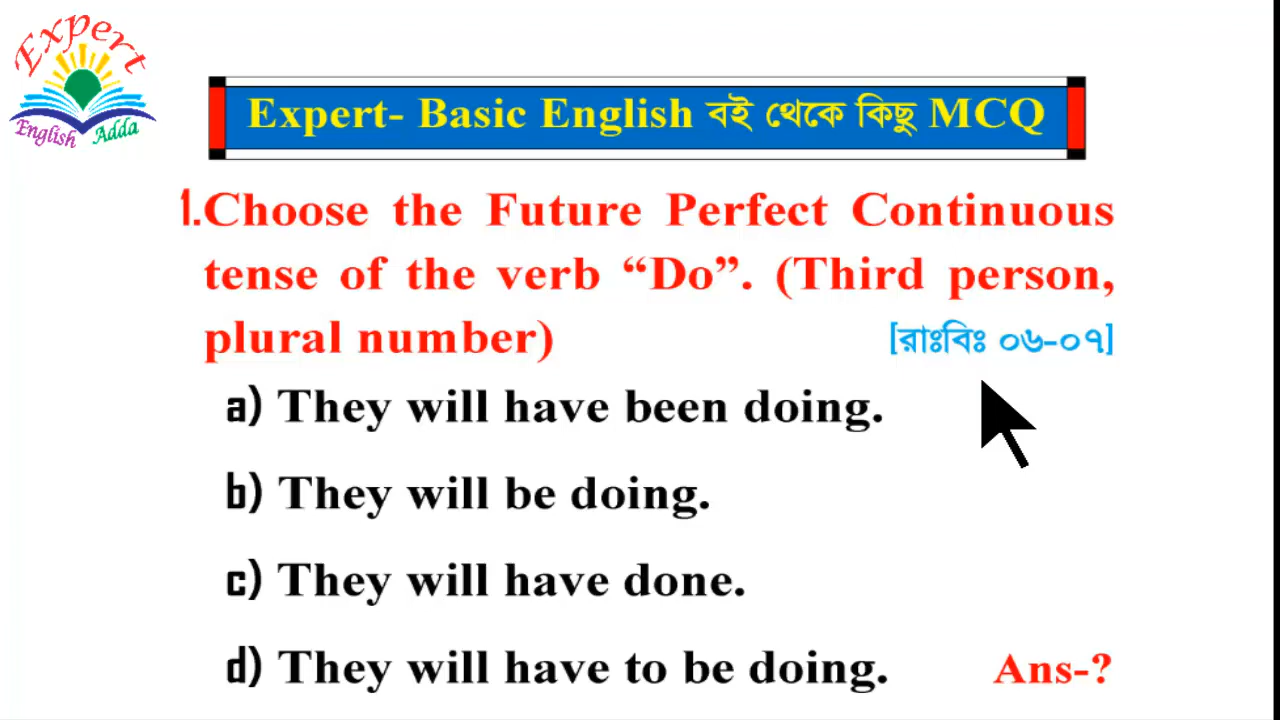 Expert
English Adda
Expert- Basic English বই থেকে কিছু MCQ
1.Choose the Future Perfect Continuous
tense of the verb “Do”. (Third person,
plural number) [রাঃবিঃ ০৬-০৭]
a) They will have been doing.
b) They will be doing.
c) They will have done.
d) They will have to be doing. Ans-?